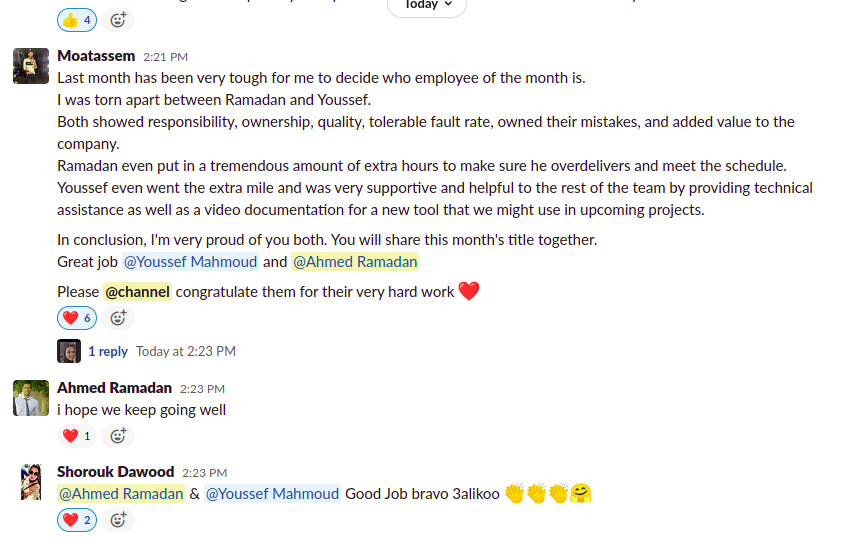 Today
4
Moatassem 2:21 PM
Last month has been very tough for me to decide who employee of the month is.
I was torn apart between Ramadan and Youssef.
Both showed responsibility, ownership, quality, tolerable fault rate, owned their mistakes, and added value to the
company.
Ramadan even put in a tremendous amount of extra hours to make sure he overdelivers and meet the schedule.
Youssef even went the extra mile and was very supportive and helpful to the rest of the team by providing technical
assistance as well as a video documentation for a new tool that we might use in upcoming projects.
In conclusion, I'm very proud of you both. You will share this month's title together.
Great job @Youssef Mahmoud and @Ahmed Ramadan
Please @channel congratulate them for their very hard work ❤️
❤️ 6
1 reply Today at 2:23 PM
Ahmed Ramadan 2:23 PM
i hope we keep going well
❤️ 1
Shorouk Dawood 2:23 PM
@Ahmed Ramadan & @Youssef Mahmoud Good Job bravo 3alikoo 👏👏👏🤗
❤️ 2